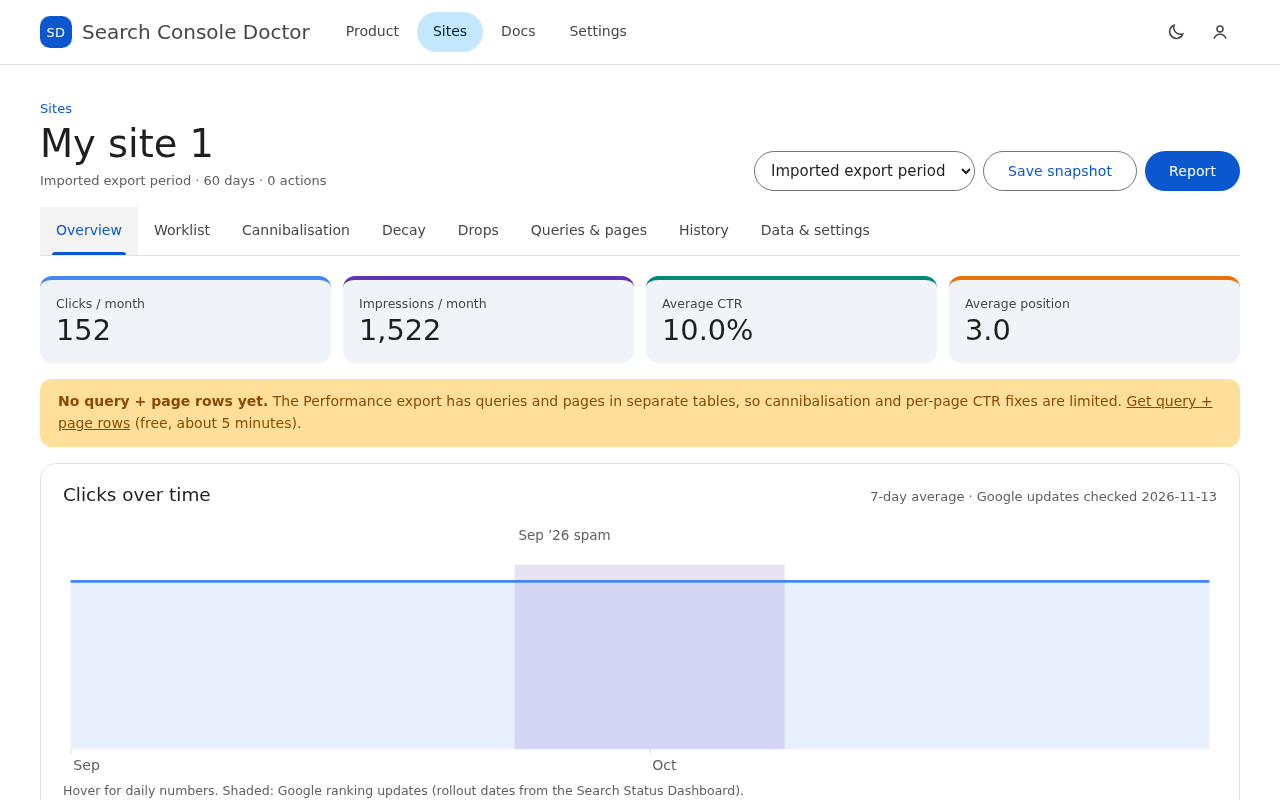 SD Search Console Doctor Product Sites Docs Settings
Sites
My site 1
Imported export period · 60 days · 0 actions
Imported export period Save snapshot Report
Overview Worklist Cannibalisation Decay Drops Queries & pages History Data & settings
Clicks / month
152
Impressions / month
1,522
Average CTR
10.0%
Average position
3.0
No query + page rows yet. The Performance export has queries and pages in separate tables, so cannibalisation and per-page CTR fixes are limited. Get query +
page rows (free, about 5 minutes).
Clicks over time
7-day average · Google updates checked 2026-11-13
Sep ’26 spam
Sep Oct
Hover for daily numbers. Shaded: Google ranking updates (rollout dates from the Search Status Dashboard).